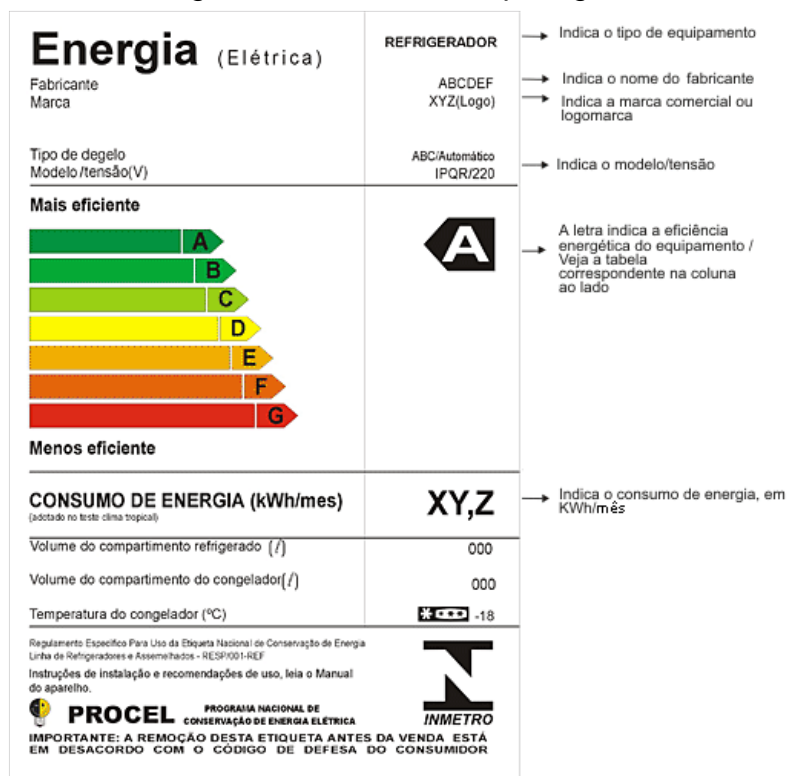 Energia (Elétrica)
REFRIGERADOR
Indica o tipo de equipamento
Fabricante
ABCDEF
Indica o nome do fabricante
Marca
XYZ(Logo)
Indica a marca comercial ou
logomarca
Tipo de degelo
ABC/Automático
Modelo/tensão(V)
IPQR/220
Indica o modelo/tensão
Mais eficiente
A
B
C
D
E
F
G
Menos eficiente
A
A letra indica a eficiência
energética do equipamento /
Veja a tabela
correspondente na coluna
ao lado
CONSUMO DE ENERGIA (kWh/mes)
(adotado no teste clima tropical)
XY,Z
Indica o consumo de energia, em
KWh/mês
Volume do compartimento refrigerado (l)
000
Volume do compartimento do congelador(l)
000
Temperatura do congelador (ºC)
-18
Regulamento Específico Para Uso da Etiqueta Nacional de Conservação de Energia
Linha de Refrigeradores e Assemelhados - RESP/001-REF
Instruções de instalação e recomendações de uso, leia o Manual
do aparelho.
PROCEL
PROGRAMA NACIONAL DE
CONSERVAÇÃO DE ENERGIA ELÉTRICA
INMETRO
IMPORTANTE: A REMOÇÃO DESTA ETIQUETA ANTES DA VENDA ESTÁ
EM DESACORDO COM O CÓDIGO DE DEFESA DO CONSUMIDOR